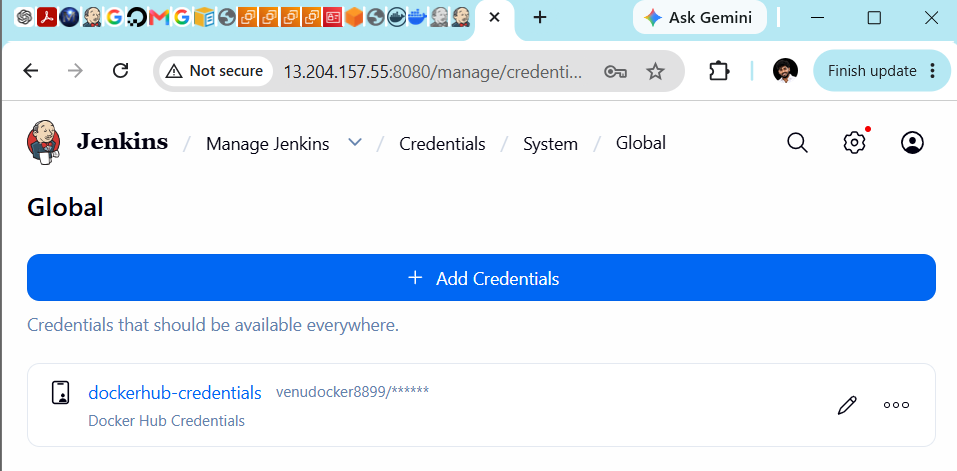 Ask Gemini
Not secure 13.204.157.55:8080/manage/credenti... Finish update
Jenkins / Manage Jenkins / Credentials / System / Global
Global
+ Add Credentials
Credentials that should be available everywhere.
dockerhub-credentials venudocker8899/******
Docker Hub Credentials